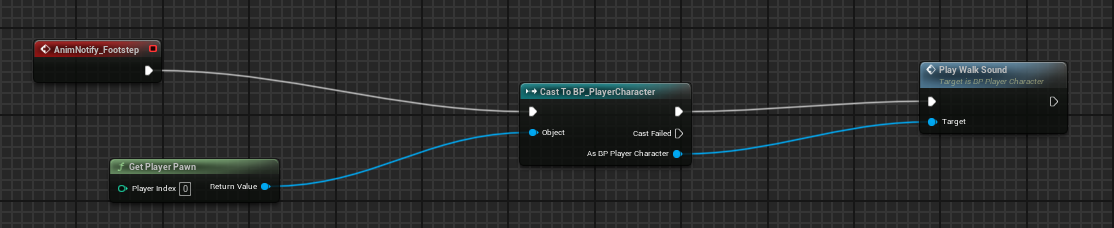 AnimNotify_Footstep
Cast To BP_PlayerCharacter
Object
Cast Failed
As BP Player Character
Play Walk Sound
Target is BP Player Character
Target
f Get Player Pawn
Player Index 0 Return Value